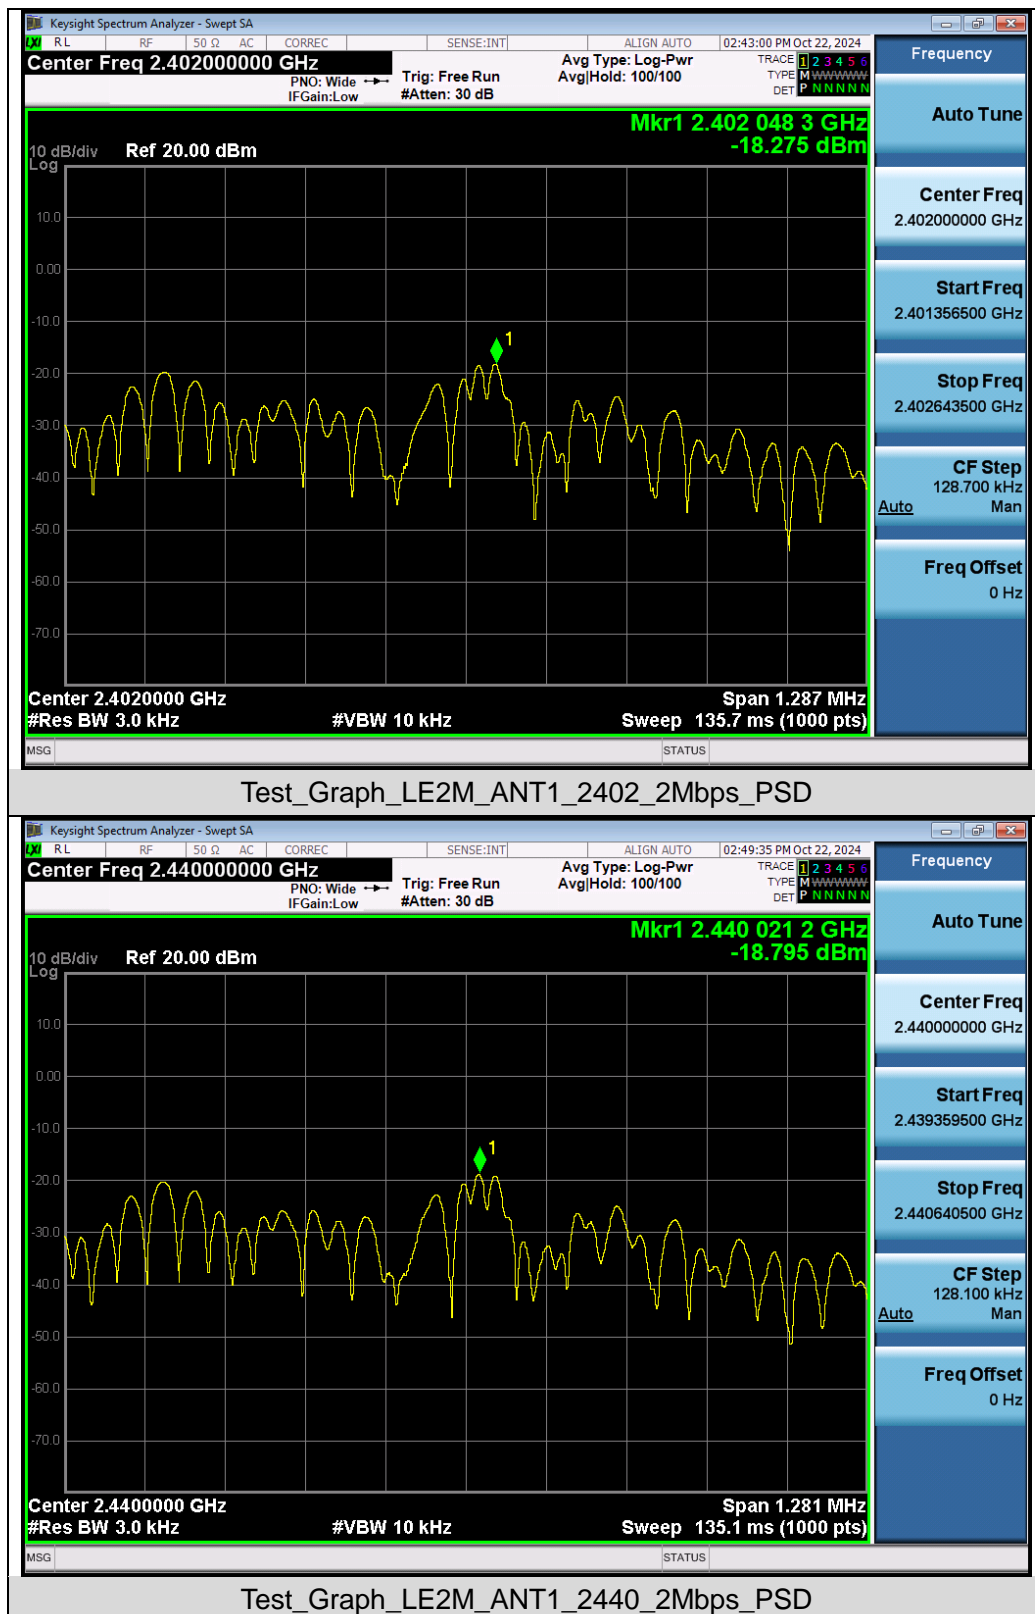 Keysight Spectrum Analyzer - Swept SA
LXI RL RF 50 Ω AC CORREC SENSE:INT ALIGN AUTO 02:43:00 PM Oct 22, 2024
Center Freq 2.402000000 GHz
PNO: Wide
IFGain:Low
Trig: Free Run
#Atten: 30 dB
Avg Type: Log-Pwr
Avg|Hold: 100/100
TRACE 1 2 3 4 5 6
TYPE M WWWWW
DET P N N N N N
Mkr1 2.402 048 3 GHz
-18.275 dBm
10 dB/div Ref 20.00 dBm
Log
10.0
0.00
-10.0
-20.0
-30.0
-40.0
-50.0
-60.0
-70.0
1
Center 2.4020000 GHz Span 1.287 MHz
#Res BW 3.0 kHz #VBW 10 kHz Sweep 135.7 ms (1000 pts)
MSG STATUS
Frequency
Auto Tune
Center Freq
2.402000000 GHz
Start Freq
2.401356500 GHz
Stop Freq
2.402643500 GHz
CF Step
128.700 kHz
Auto Man
Freq Offset
0 Hz
Test_Graph_LE2M_ANT1_2402_2Mbps_PSD
Keysight Spectrum Analyzer - Swept SA
LXI RL RF 50 Ω AC CORREC SENSE:INT ALIGN AUTO 02:49:35 PM Oct 22, 2024
Center Freq 2.440000000 GHz
PNO: Wide
IFGain:Low
Trig: Free Run
#Atten: 30 dB
Avg Type: Log-Pwr
Avg|Hold: 100/100
TRACE 1 2 3 4 5 6
TYPE M WWWWW
DET P N N N N N
Mkr1 2.440 021 2 GHz
-18.795 dBm
10 dB/div Ref 20.00 dBm
Log
10.0
0.00
-10.0
-20.0
-30.0
-40.0
-50.0
-60.0
-70.0
1
Center 2.4400000 GHz Span 1.281 MHz
#Res BW 3.0 kHz #VBW 10 kHz Sweep 135.1 ms (1000 pts)
MSG STATUS
Frequency
Auto Tune
Center Freq
2.440000000 GHz
Start Freq
2.439359500 GHz
Stop Freq
2.440640500 GHz
CF Step
128.100 kHz
Auto Man
Freq Offset
0 Hz
Test_Graph_LE2M_ANT1_2440_2Mbps_PSD